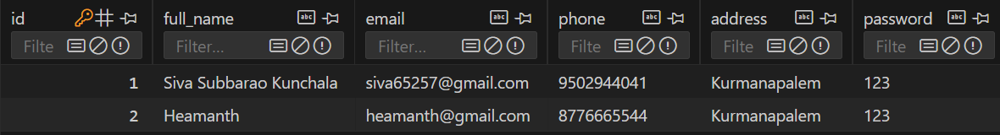 id full_name email phone address password
Filte Filter... Filter... Filte Filte Filte
1 Siva Subbarao Kunchala siva65257@gmail.com 9502944041 Kurmanapalem 123
2 Heamanth heamanth@gmail.com 8776665544 Kurmanapalem 123